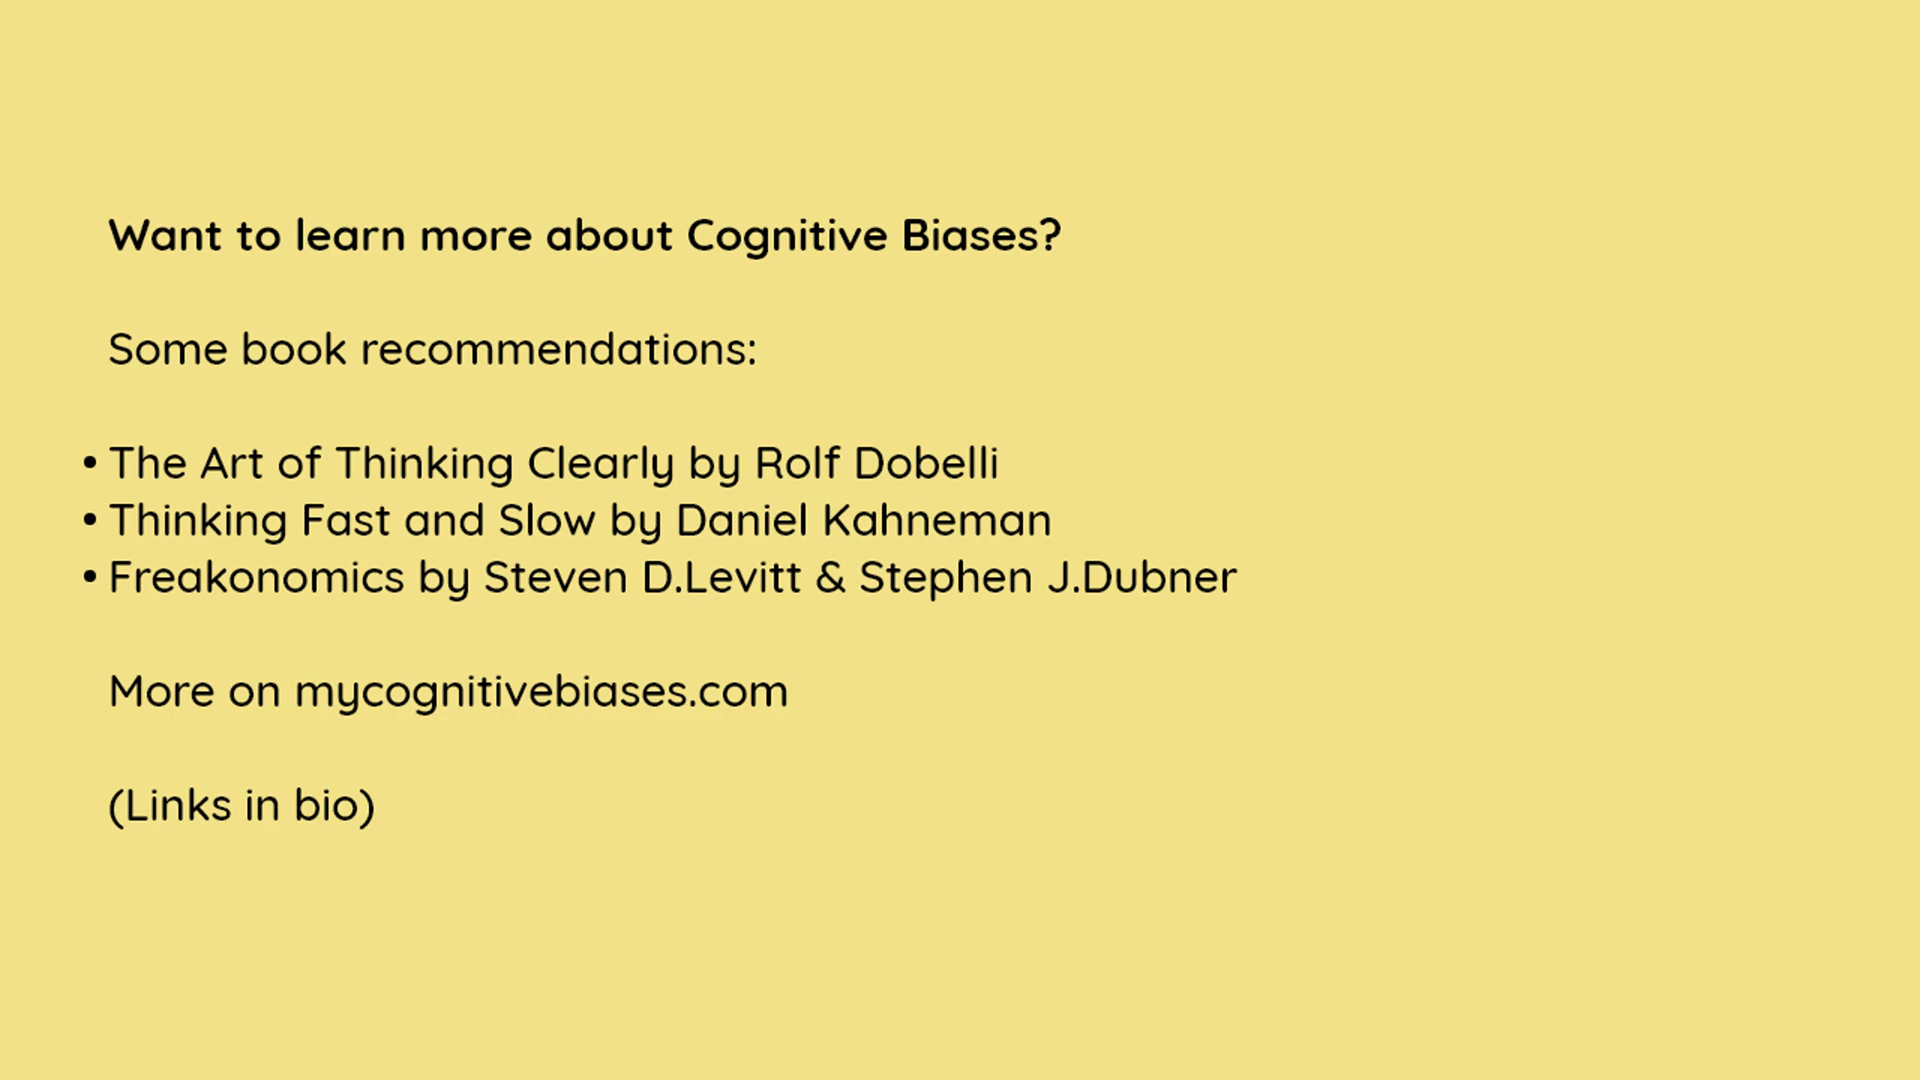 Want to learn more about Cognitive Biases?
Some book recommendations:
• The Art of Thinking Clearly by Rolf Dobelli
• Thinking Fast and Slow by Daniel Kahneman
• Freakonomics by Steven D.Levitt & Stephen J.Dubner
More on mycognitivebiases.com
(Links in bio)